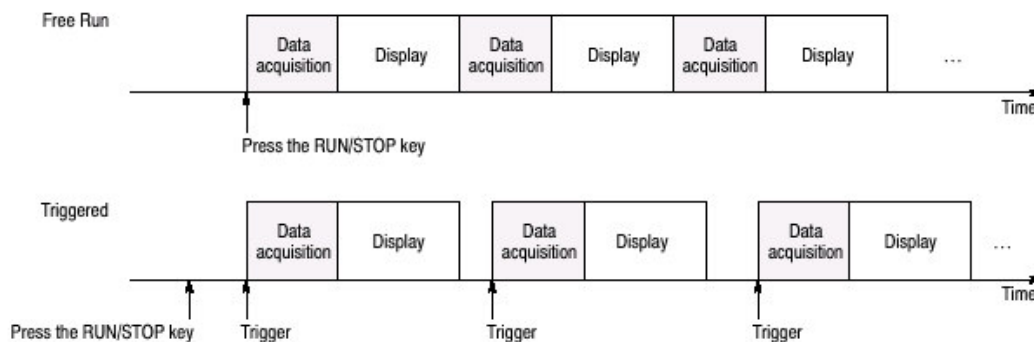 Free Run
Data
acquisition
Display
Data
acquisition
Display
Data
acquisition
Display
...
Time
Press the RUN/STOP key
Triggered
Data
acquisition
Display
Data
acquisition
Display
Data
acquisition
Display
...
Time
Press the RUN/STOP key
Trigger
Trigger
Trigger